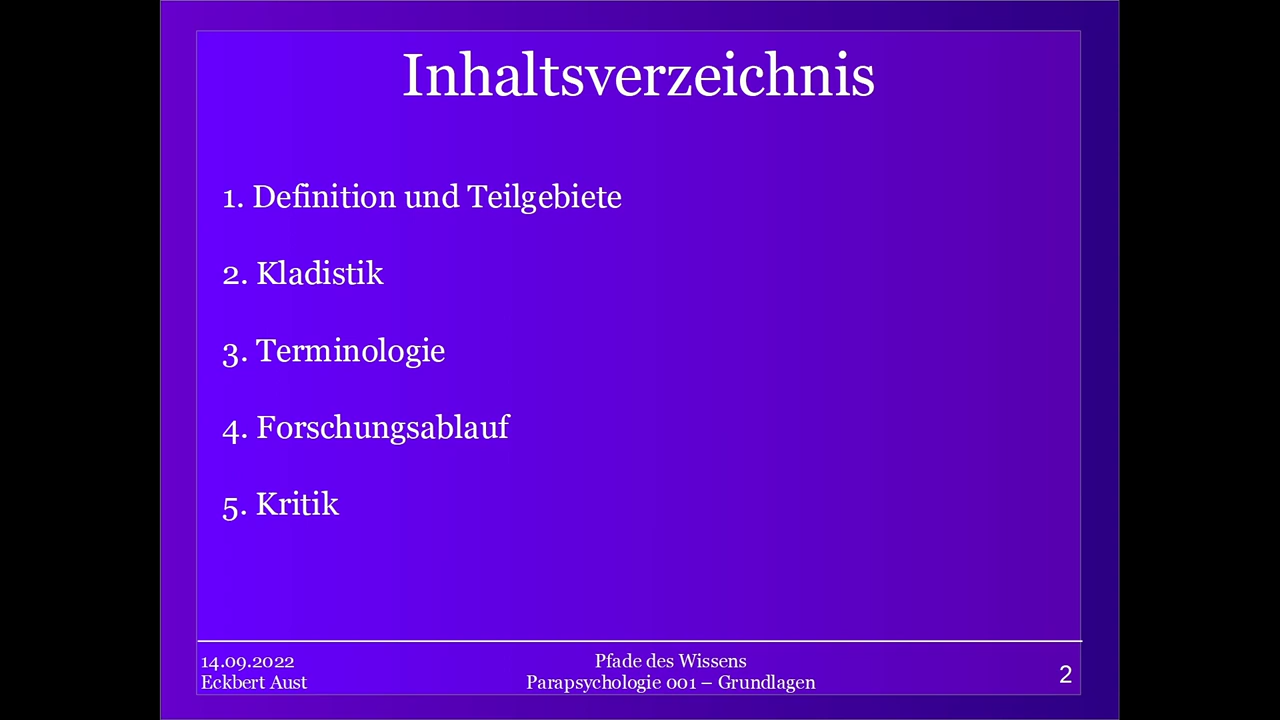 Inhaltsverzeichnis
1. Definition und Teilgebiete
2. Kladistik
3. Terminologie
4. Forschungsablauf
5. Kritik
14.09.2022
Eckbert Aust
Pfade des Wissens
Parapsychologie 001 – Grundlagen
2